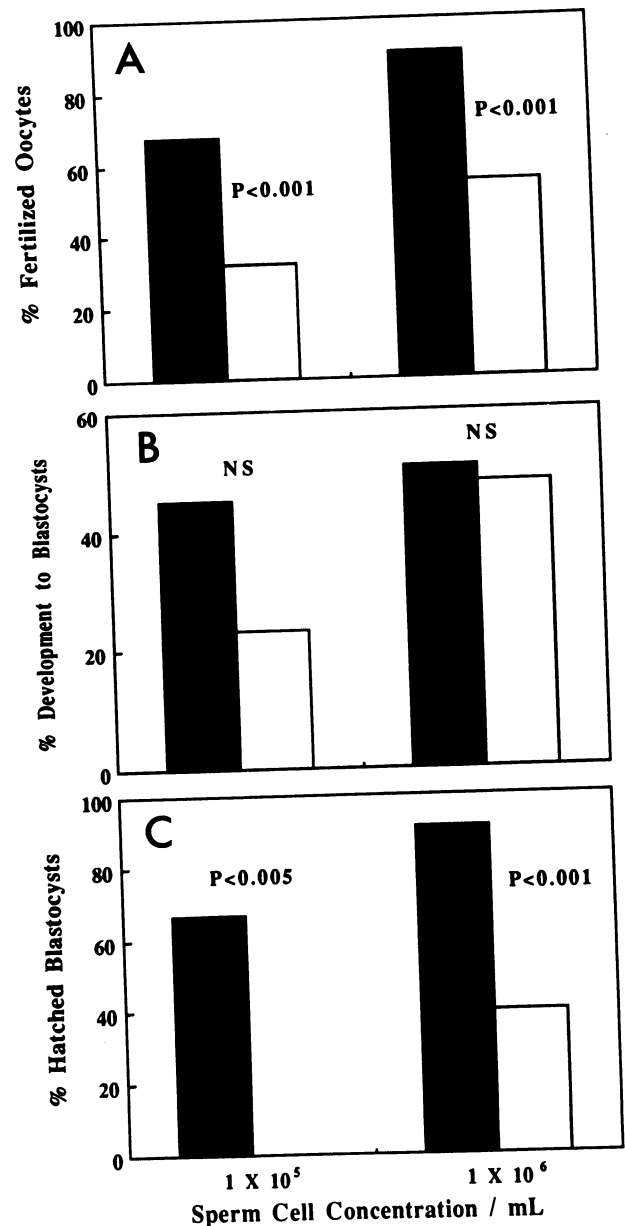 A
% Fertilized Oocytes
100
80
60
40
20
0
P<0.001
P<0.001
B
% Development to Blastocysts
60
40
20
0
NS
NS
C
% Hatched Blastocysts
100
80
60
40
20
0
P<0.005
P<0.001
1 X 10⁵
1 X 10⁶
Sperm Cell Concentration / mL